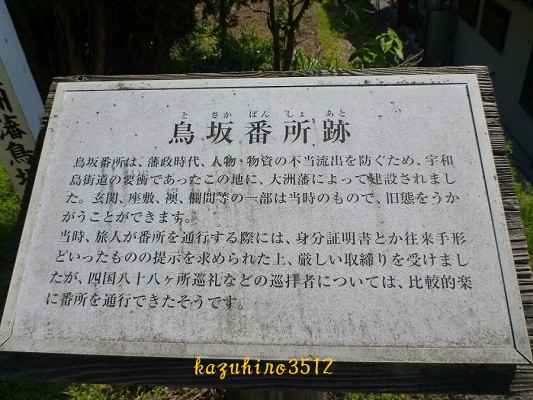 とさかばんしょあと
鳥坂番所跡
鳥坂番所は、藩政時代、人物・物資の不当流出を防ぐため、宇和
島街道の要衝であったこの地に、大洲藩によって建設されまし
た。玄関、座敷、襖、欄間等の一部は当時のもので、旧態をうか
がうことができます。
当時、旅人が番所を通行する際には、身分証明書とか往来手形
といったものの提示を求められた上、厳しい取締りを受けまし
たが、四国八十八ヶ所巡礼などの巡拝者については、比較的楽
に番所を通行できたそうです。
洲藩鳥坂
kazuhiro3512